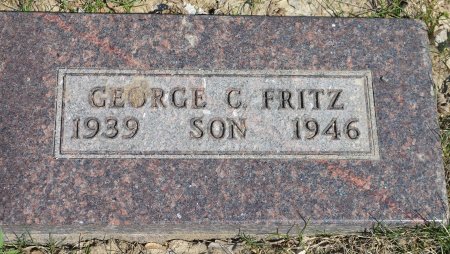 GEORGE C. FRITZ
1939 SON 1946